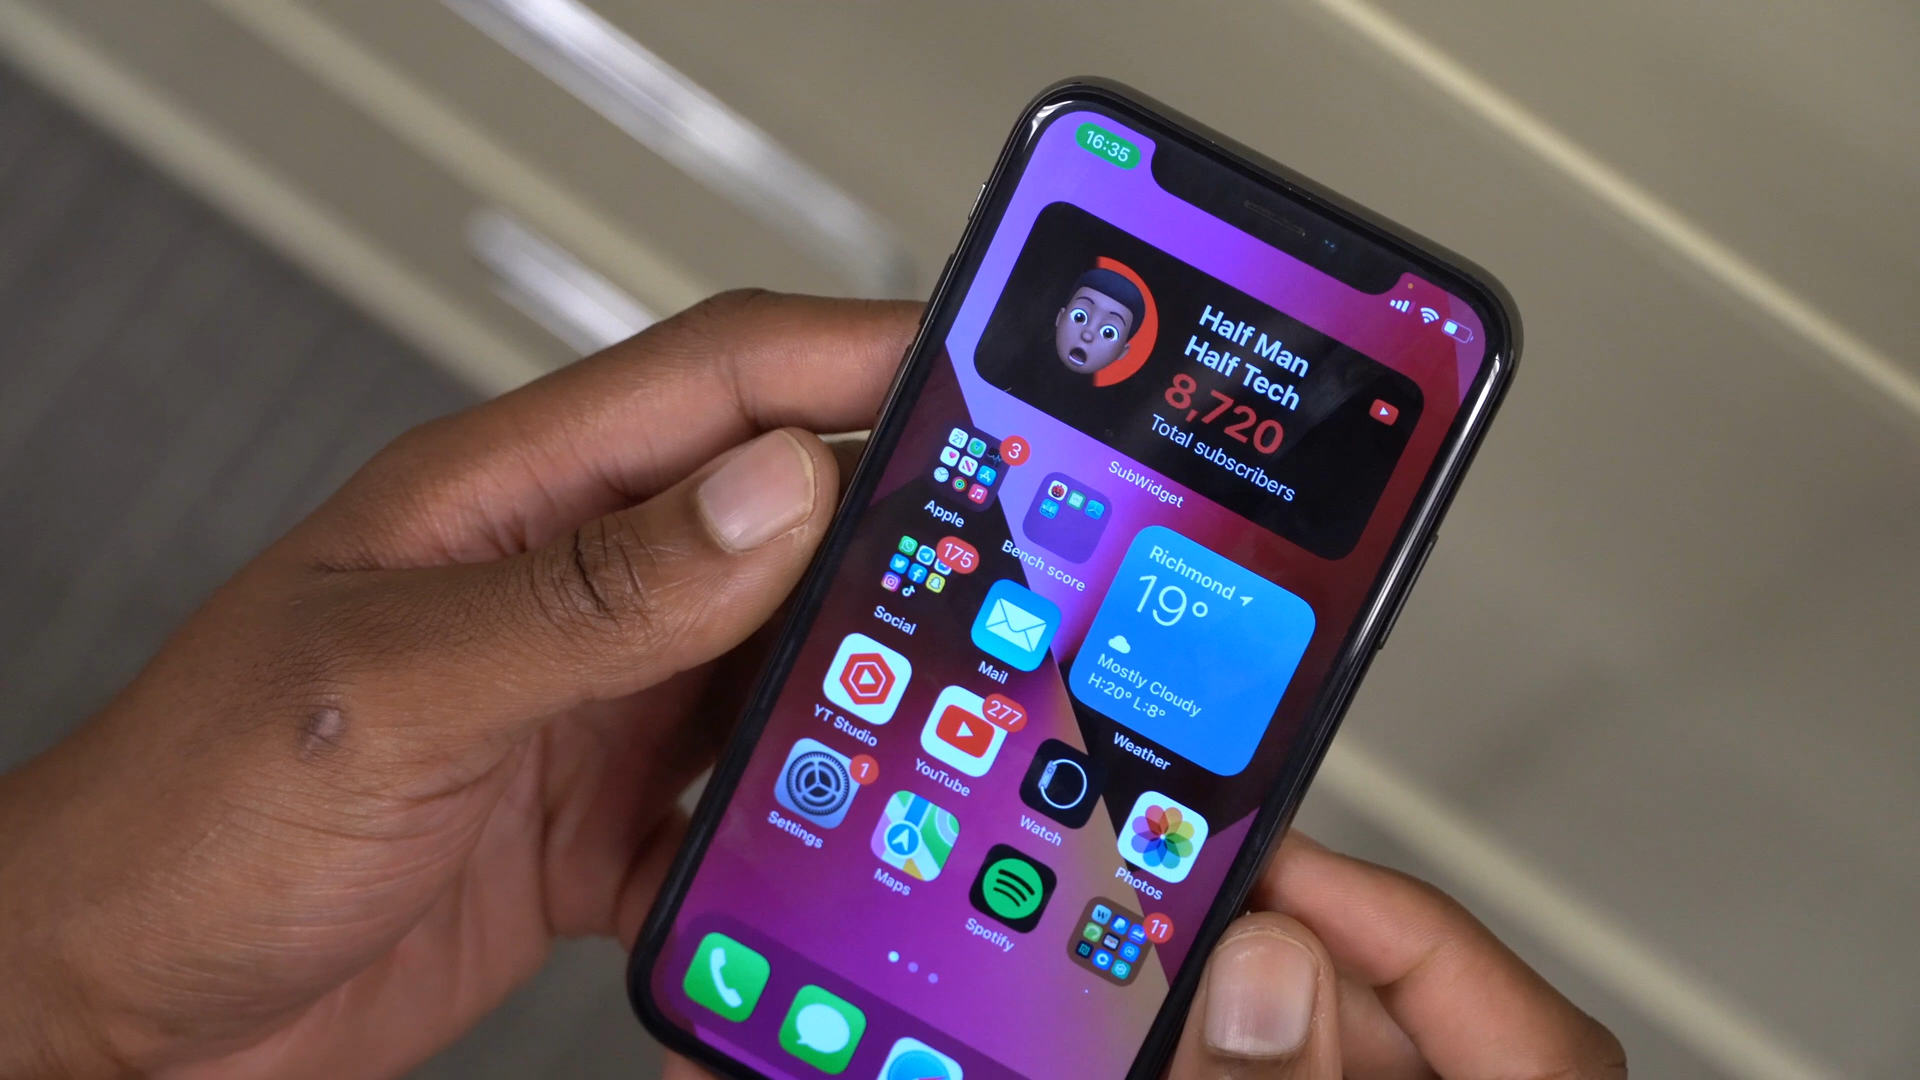 16:35
Half Man
Half Tech
8,720
Total subscribers
SubWidget
3
Apple
Bench score
175
Social
Mail
Richmond
19°
Mostly Cloudy
H:20° L:8°
Weather
YT Studio
277
YouTube
Watch
Photos
1
Settings
Maps
Spotify
11
21